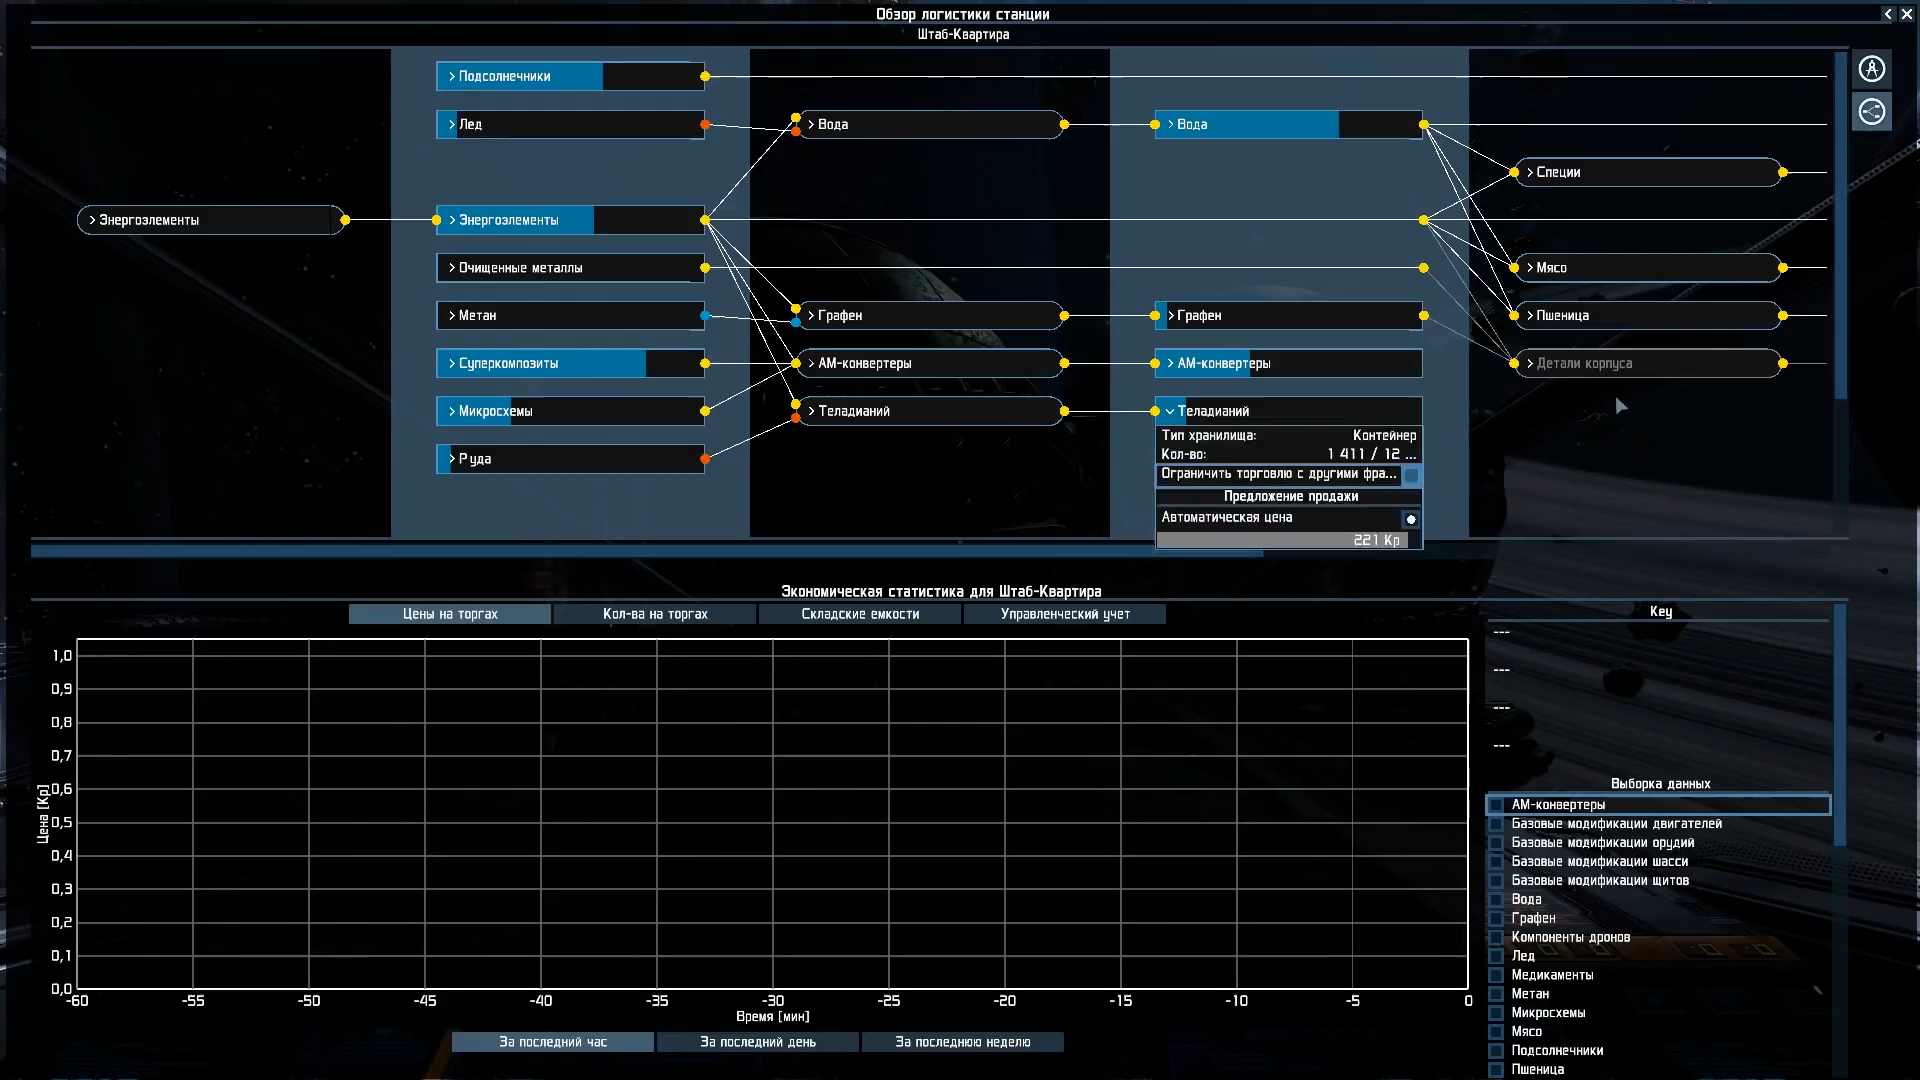 Обзор логистики станции
Штаб-Квартира
Подсолнечники
Лед
Вода
Вода
Специи
Энергоэлементы
Энергоэлементы
Очищенные металлы
Мясо
Метан
Графен
Графен
Пшеница
Суперкомпозиты
АМ-конвертеры
АМ-конвертеры
Детали корпуса
Микросхемы
Теладианий
Теладианий
Руда
Тип хранилища: Контейнер
Кол-во: 1 411 / 12 ...
Ограничить торговлю с другими фра...
Предложение продажи
Автоматическая цена
221 Кр
Экономическая статистика для Штаб-Квартира
Цены на торгах
Кол-ва на торгах
Складские емкости
Управленческий учет
Цена [Кр]
1,0
0,9
0,8
0,7
0,6
0,5
0,4
0,3
0,2
0,1
0,0
-60 -55 -50 -45 -40 -35 -30 -25 -20 -15 -10 -5 0
Время [мин]
За последний час
За последний день
За последнюю неделю
Key
---
---
---
---
Выборка данных
АМ-конвертеры
Базовые модификации двигателей
Базовые модификации орудий
Базовые модификации шасси
Базовые модификации щитов
Вода
Графен
Компоненты дронов
Лед
Медикаменты
Метан
Микросхемы
Мясо
Подсолнечники
Пшеница